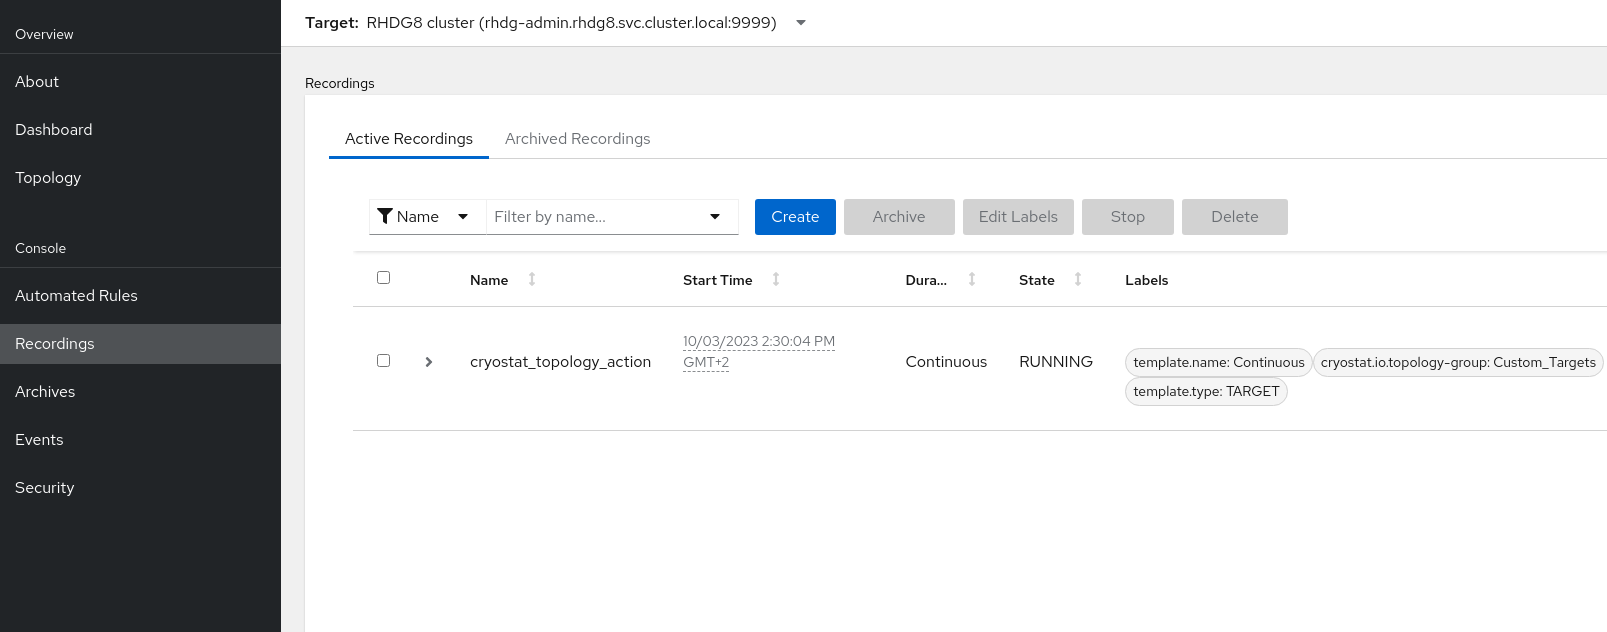 Overview
About
Dashboard
Topology
Console
Automated Rules
Recordings
Archives
Events
Security
Target: RHDG8 cluster (rhdg-admin.rhdg8.svc.cluster.local:9999)
Recordings
Active Recordings Archived Recordings
Name Filter by name... Create Archive Edit Labels Stop Delete
Name Start Time Dura... State Labels
cryostat_topology_action 10/03/2023 2:30:04 PM Continuous RUNNING template.name: Continuous cryostat.io.topology-group: Custom_Targets
GMT+2 template.type: TARGET